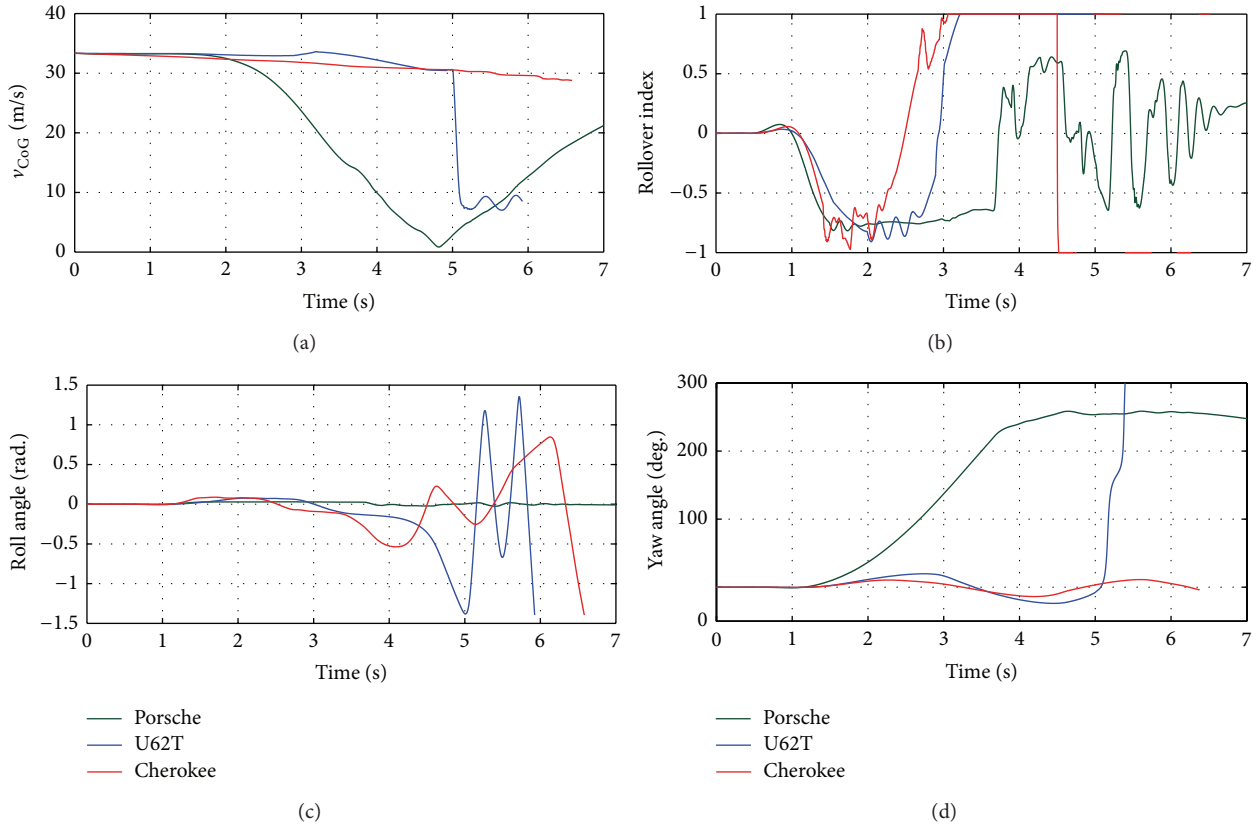 40
30
20
10
0
v_CoG (m/s)
0 1 2 3 4 5 6 7
Time (s)
(a)
1
0.5
0
−0.5
−1
Rollover index
0 1 2 3 4 5 6 7
Time (s)
(b)
1.5
1
0.5
0
−0.5
−1
−1.5
Roll angle (rad.)
0 1 2 3 4 5 6 7
Time (s)
Porsche
U62T
Cherokee
(c)
300
200
100
0
Yaw angle (deg.)
0 1 2 3 4 5 6 7
Time (s)
Porsche
U62T
Cherokee
(d)